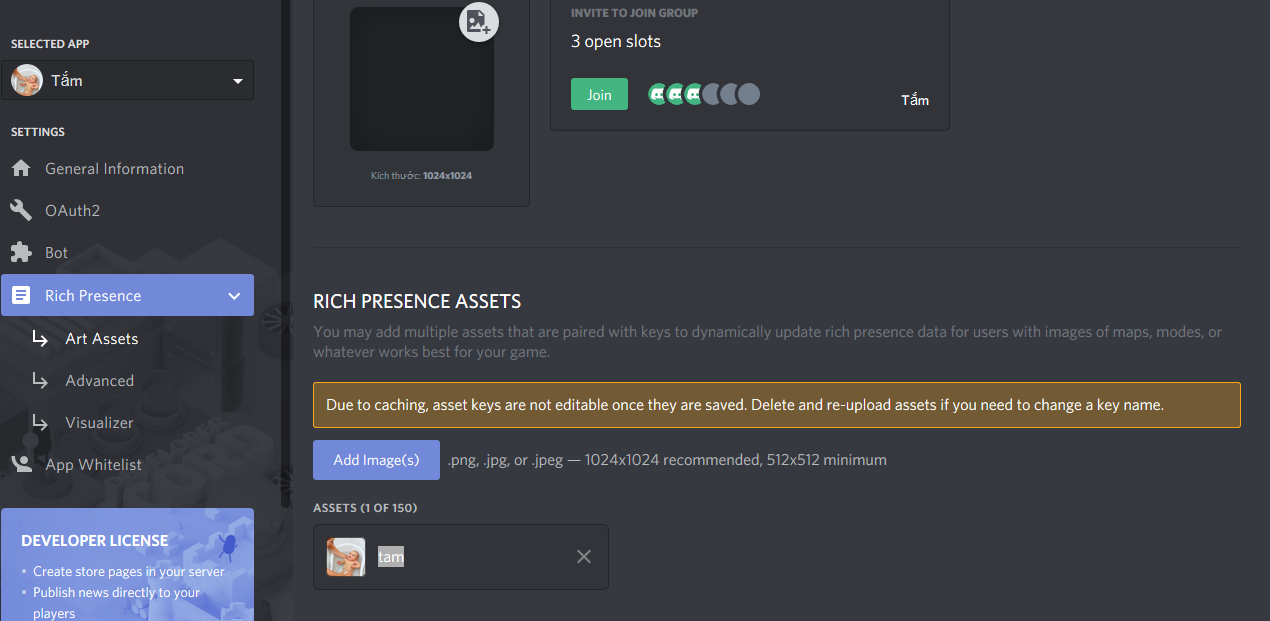 SELECTED APP
Tắm
SETTINGS
General Information
OAuth2
Bot
Rich Presence
Art Assets
Advanced
Visualizer
App Whitelist
DEVELOPER LICENSE
• Create store pages in your server
• Publish news directly to your
players
Kích thước: 1024x1024
INVITE TO JOIN GROUP
3 open slots
Join
Tắm
RICH PRESENCE ASSETS
You may add multiple assets that are paired with keys to dynamically update rich presence data for users with images of maps, modes, or
whatever works best for your game.
Due to caching, asset keys are not editable once they are saved. Delete and re-upload assets if you need to change a key name.
Add Image(s)
.png, .jpg, or .jpeg — 1024x1024 recommended, 512x512 minimum
ASSETS (1 OF 150)
tam